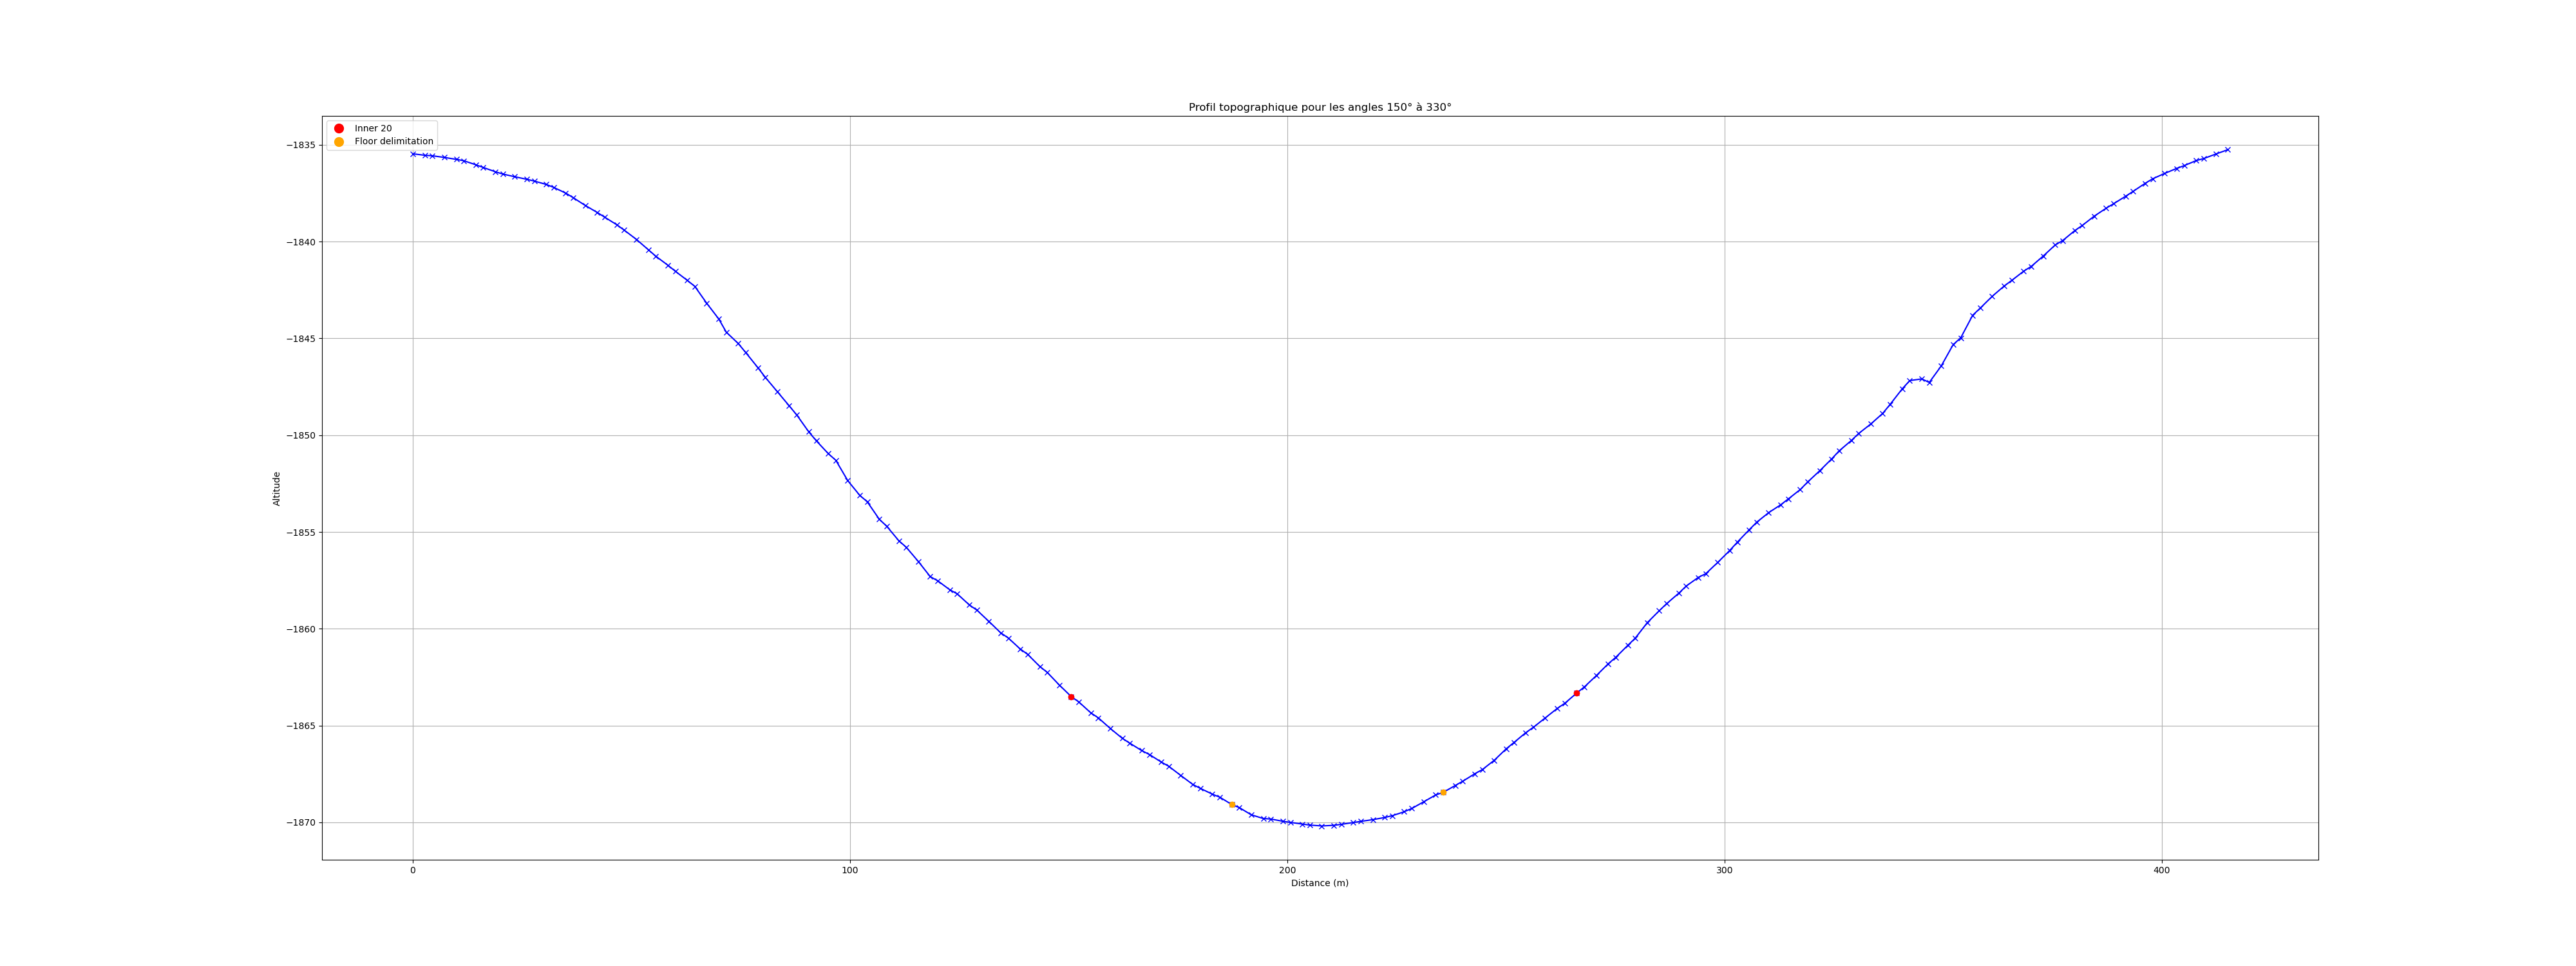 Profil topographique pour les angles 150° à 330°
Inner 20
Floor delimitation
−1835
−1840
−1845
−1850
−1855
−1860
−1865
−1870
Altitude
0 100 200 300 400
Distance (m)